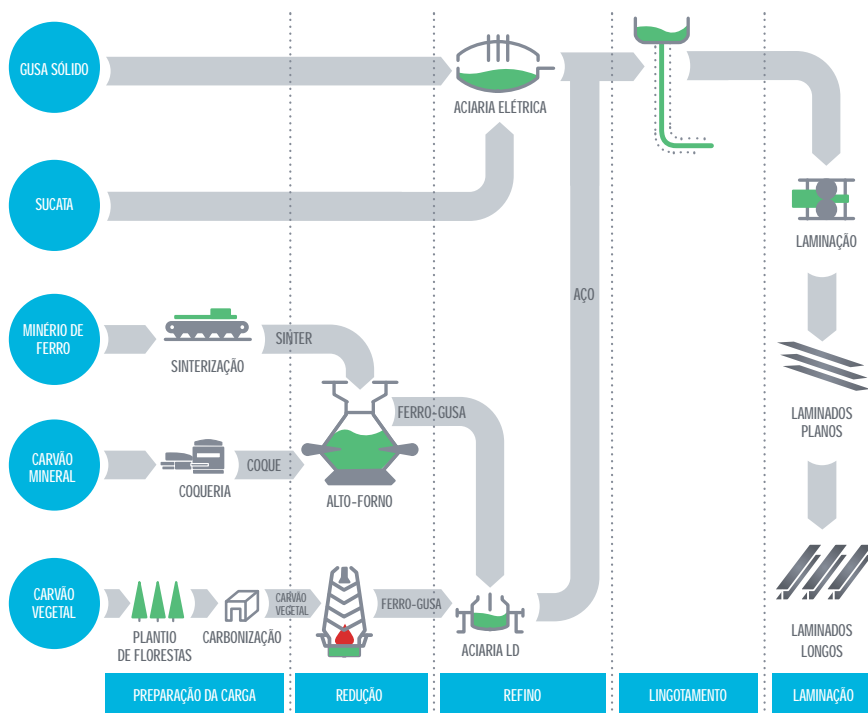 GUSA SÓLIDO
ACIARIA ELÉTRICA
SUCATA
LAMINAÇÃO
MINÉRIO DE
FERRO
SINTERIZAÇÃO
SINTER
AÇO
FERRO-GUSA
LAMINADOS
PLANOS
CARVÃO
MINERAL
COQUERIA
COQUE
ALTO-FORNO
CARVÃO
VEGETAL
PLANTIO
DE FLORESTAS
CARBONIZAÇÃO
CARVÃO
VEGETAL
FERRO-GUSA
ACIARIA LD
LAMINADOS
LONGOS
PREPARAÇÃO DA CARGA
REDUÇÃO
REFINO
LINGOTAMENTO
LAMINAÇÃO